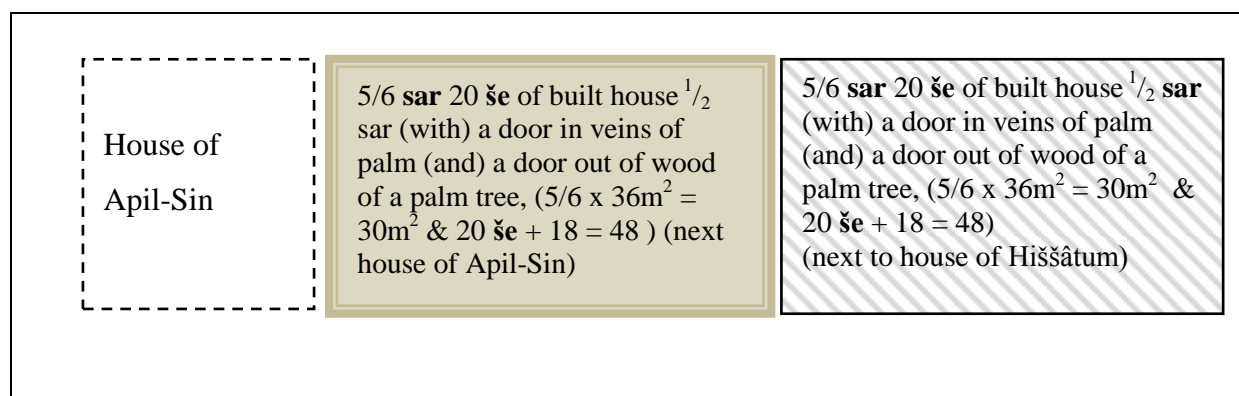 House of
Apil-Sin
5/6 sar 20 še of built house ¹/₂
sar (with) a door in veins of
palm (and) a door out of wood
of a palm tree, (5/6 x 36m² =
30m² & 20 še + 18 = 48 ) (next
house of Apil-Sin)
5/6 sar 20 še of built house ¹/₂ sar
(with) a door in veins of palm
(and) a door out of wood of a
palm tree, (5/6 x 36m² = 30m² &
20 še + 18 = 48)
(next to house of Hiššâtum)